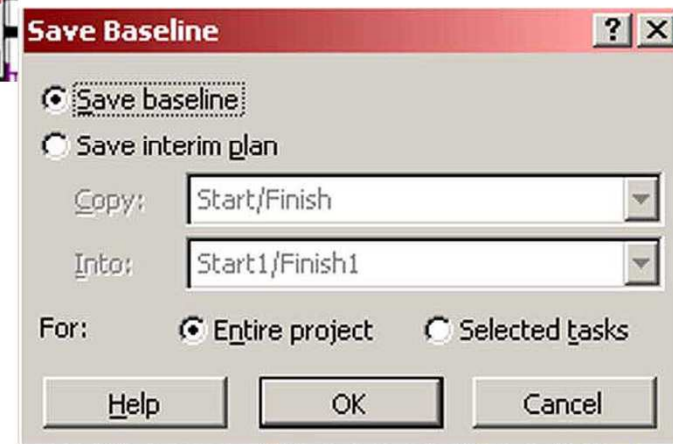 Save Baseline
Save baseline
Save interim plan
Copy: Start/Finish
Into: Start1/Finish1
For: Entire project Selected tasks
Help OK Cancel